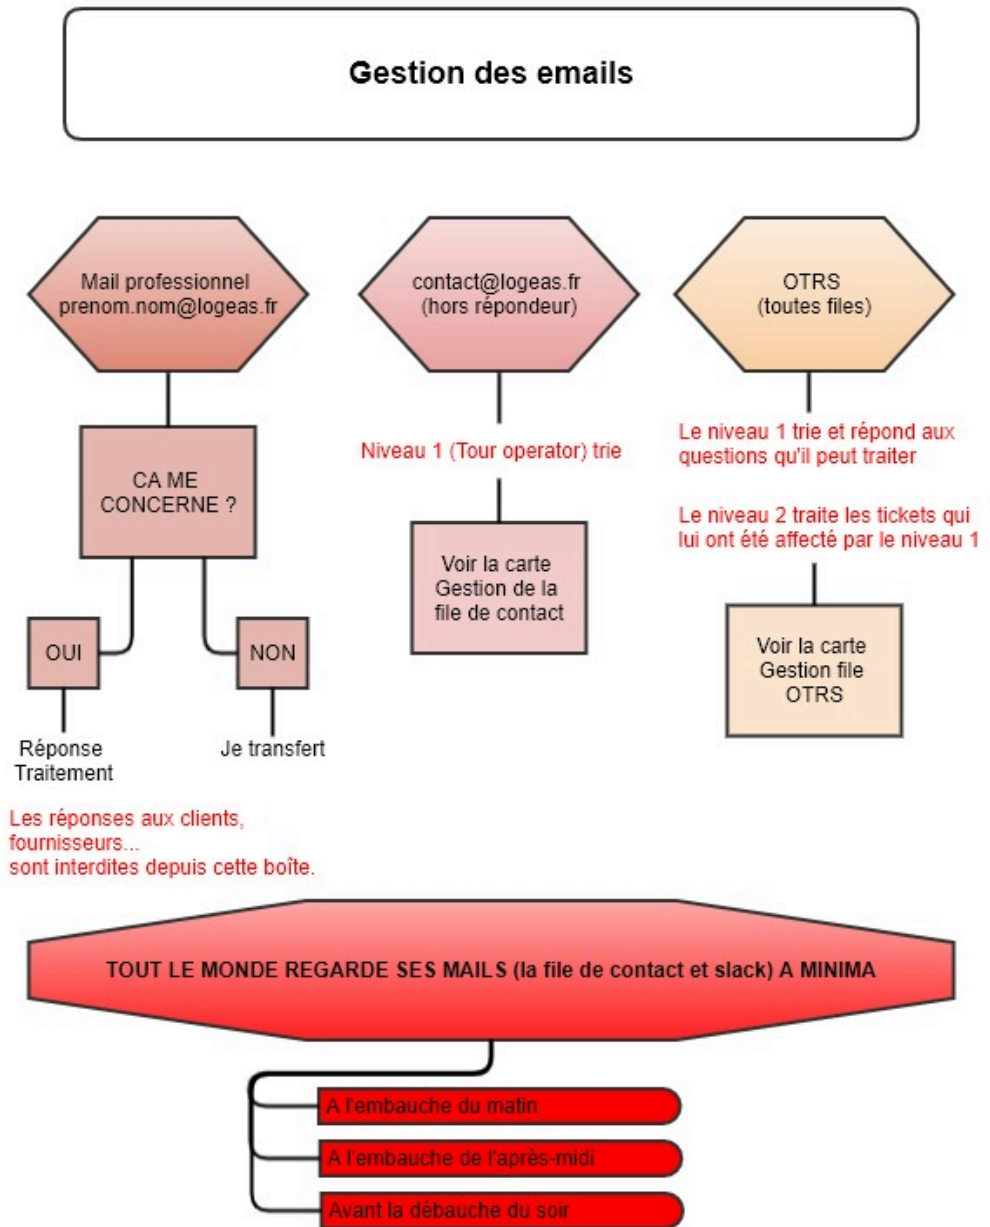 Gestion des emails
Mail professionnel
prenom.nom@logeas.fr
contact@logeas.fr
(hors répondeur)
OTRS
(toutes files)
CA ME
CONCERNE ?
OUI
NON
Réponse
Traitement
Je transfert
Les réponses aux clients,
fournisseurs...
sont interdites depuis cette boîte.
Niveau 1 (Tour operator) trie
Voir la carte
Gestion de la
file de contact
Le niveau 1 trie et répond aux
questions qu'il peut traiter
Le niveau 2 traite les tickets qui
lui ont été affecté par le niveau 1
Voir la carte
Gestion file
OTRS
TOUT LE MONDE REGARDE SES MAILS (la file de contact et slack) A MINIMA
A l'embauche du matin
A l'embauche de l'après-midi
Avant la débauche du soir